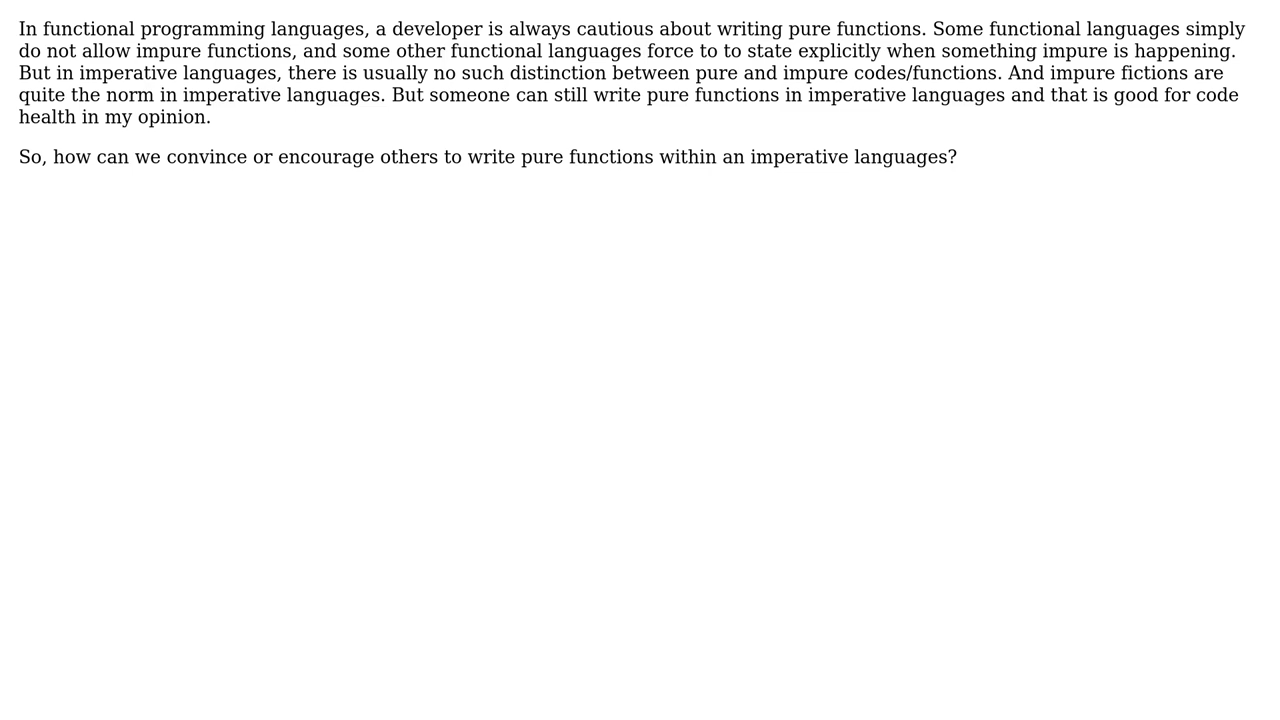 In functional programming languages, a developer is always cautious about writing pure functions. Some functional languages simply
do not allow impure functions, and some other functional languages force to to state explicitly when something impure is happening.
But in imperative languages, there is usually no such distinction between pure and impure codes/functions. And impure fictions are
quite the norm in imperative languages. But someone can still write pure functions in imperative languages and that is good for code
health in my opinion.
So, how can we convince or encourage others to write pure functions within an imperative languages?